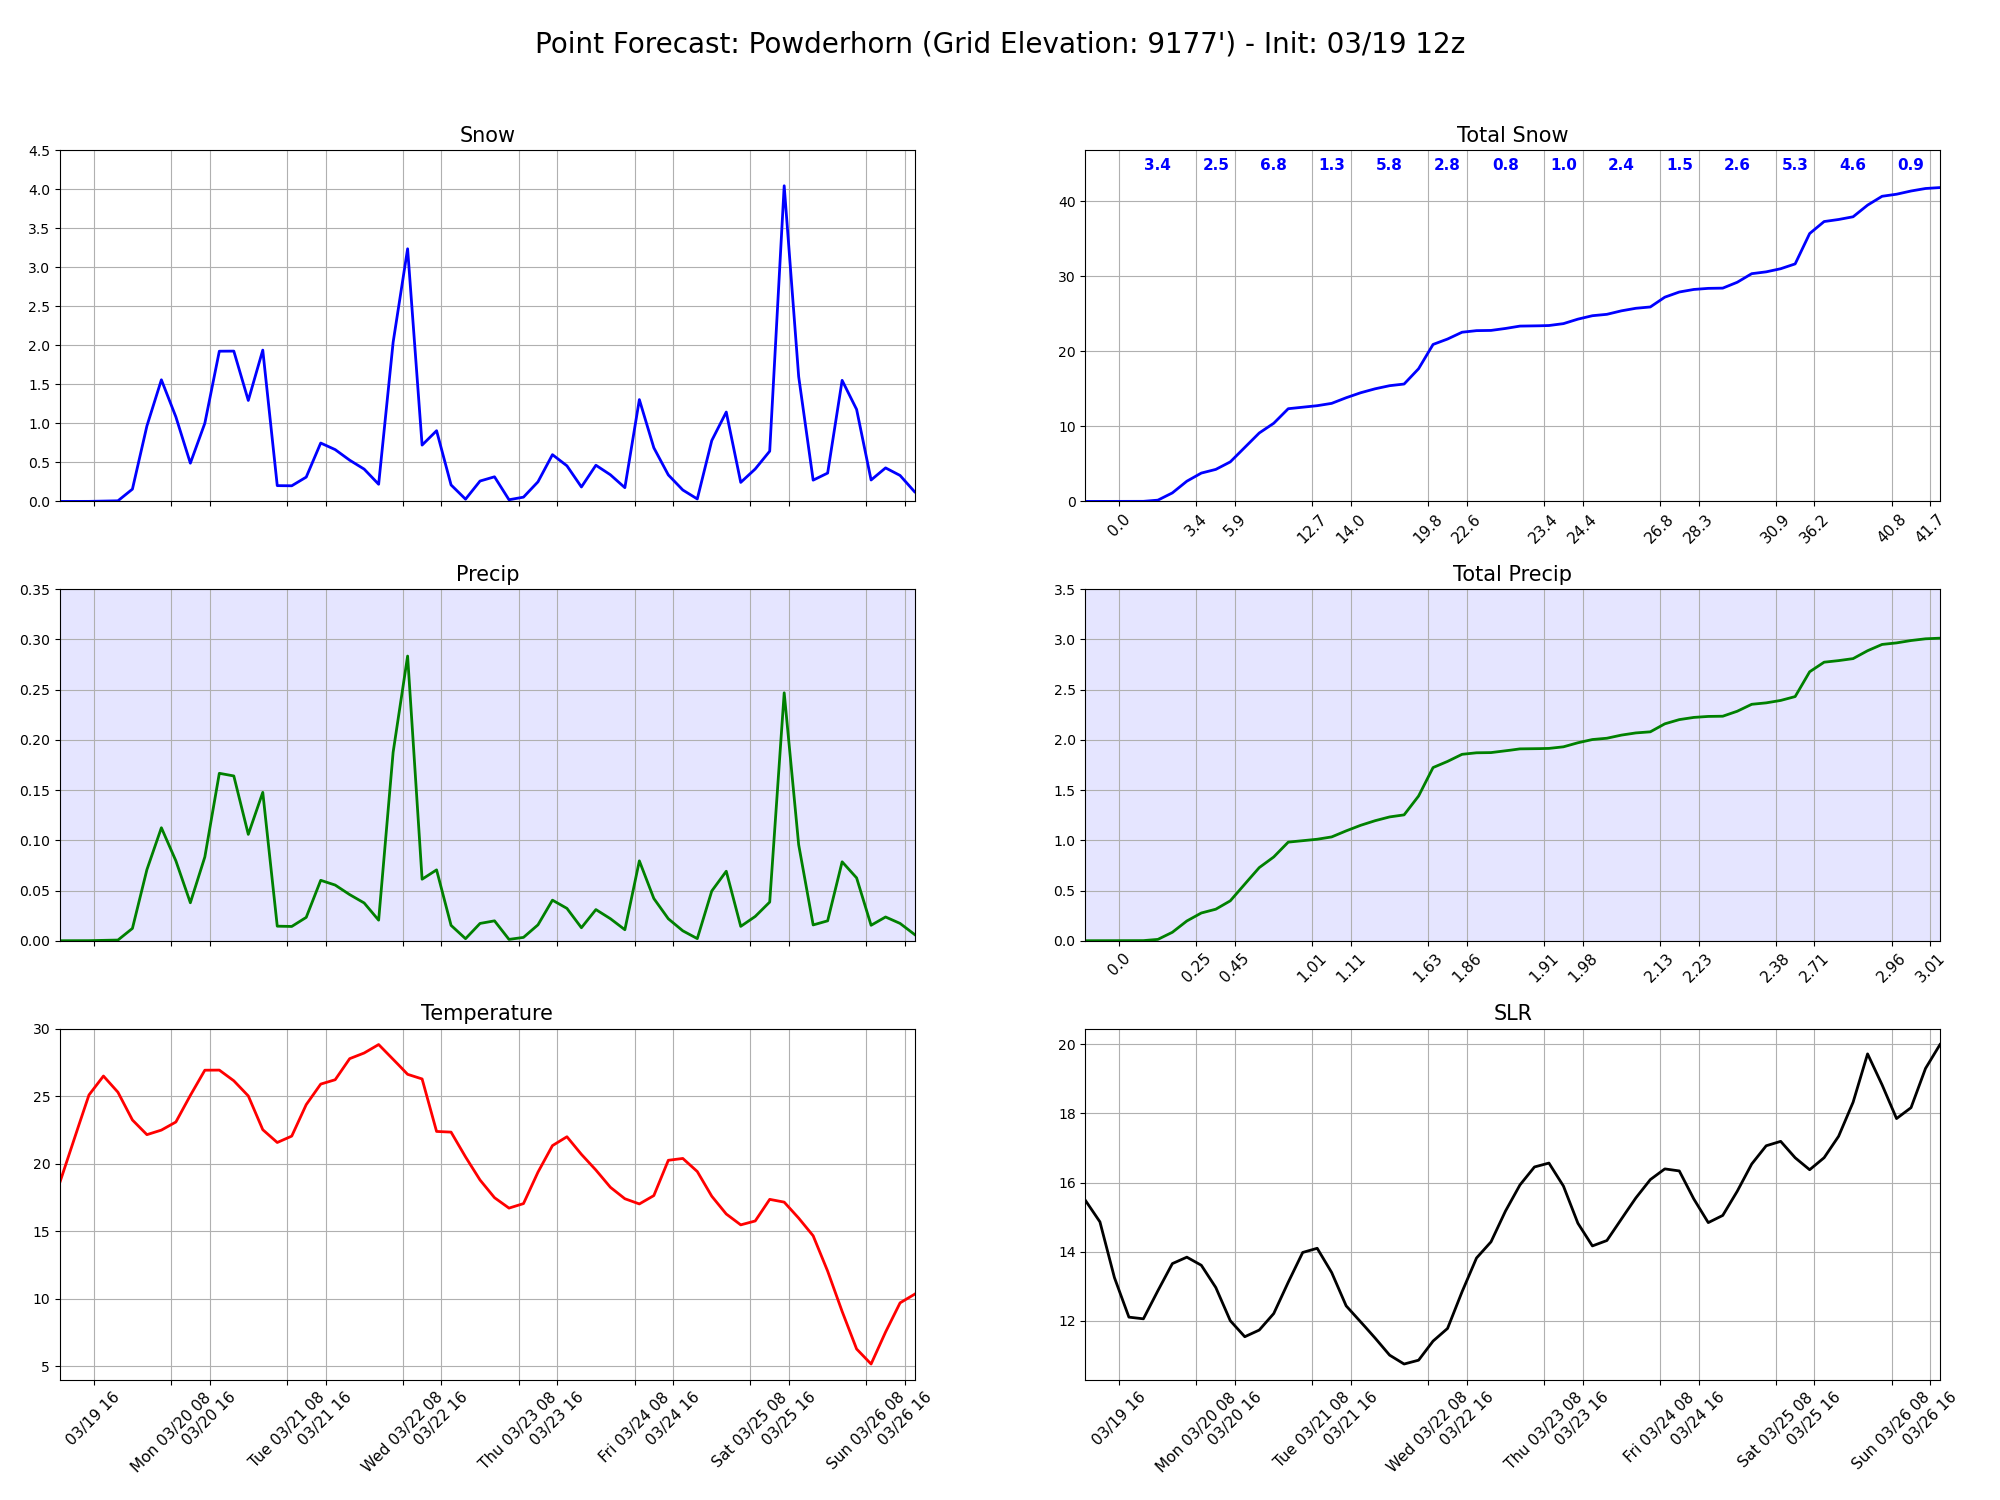 Point Forecast: Powderhorn (Grid Elevation: 9177') - Init: 03/19 12z
Snow
4.5
4.0
3.5
3.0
2.5
2.0
1.5
1.0
0.5
0.0
Total Snow
3.4 2.5 6.8 1.3 5.8 2.8 0.8 1.0 2.4 1.5 2.6 5.3 4.6 0.9
40
30
20
10
0
0.0 3.4 5.9 12.7 14.0 19.8 22.6 23.4 24.4 26.8 28.3 30.9 36.2 40.8 41.7
Precip
0.35
0.30
0.25
0.20
0.15
0.10
0.05
0.00
Total Precip
3.5
3.0
2.5
2.0
1.5
1.0
0.5
0.0
0.0 0.25 0.45 1.01 1.11 1.63 1.86 1.91 1.98 2.13 2.23 2.38 2.71 2.96 3.01
Temperature
30
25
20
15
10
5
03/19 16
Mon 03/20 08
03/20 16
Tue 03/21 08
03/21 16
Wed 03/22 08
03/22 16
Thu 03/23 08
03/23 16
Fri 03/24 08
03/24 16
Sat 03/25 08
03/25 16
Sun 03/26 08
03/26 16
SLR
20
18
16
14
12
03/19 16
Mon 03/20 08
03/20 16
Tue 03/21 08
03/21 16
Wed 03/22 08
03/22 16
Thu 03/23 08
03/23 16
Fri 03/24 08
03/24 16
Sat 03/25 08
03/25 16
Sun 03/26 08
03/26 16